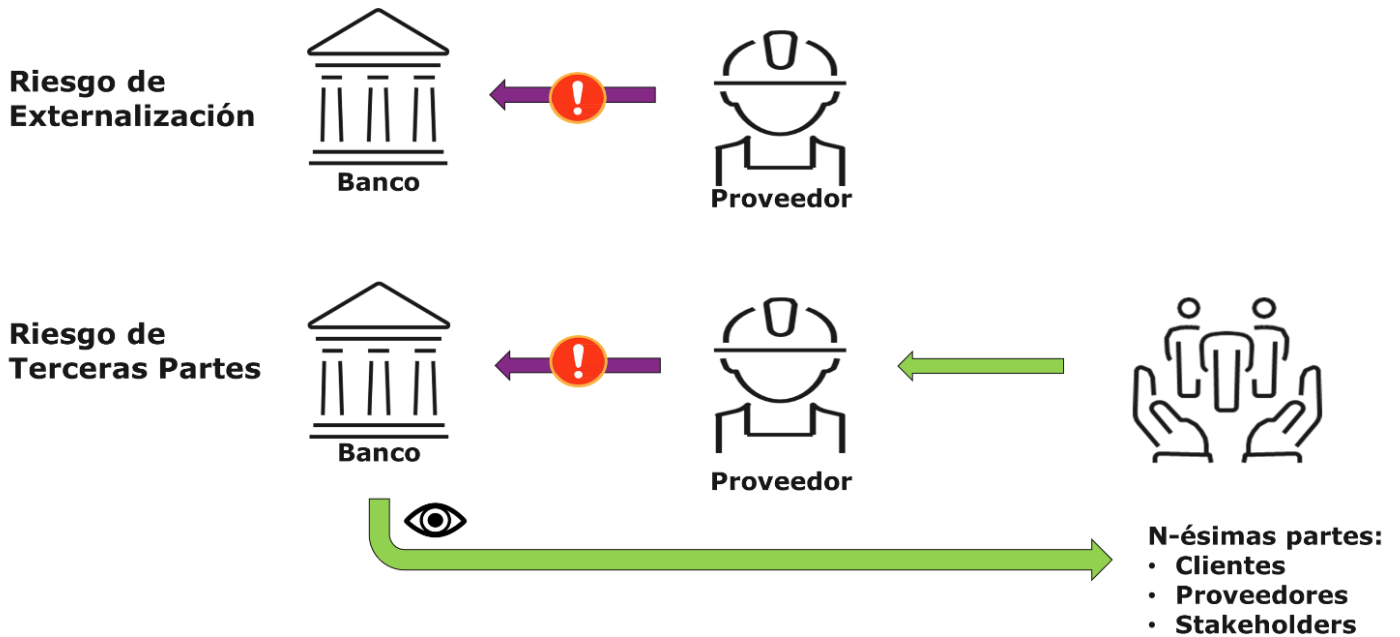 Riesgo de
Externalización
Banco
Proveedor
Riesgo de
Terceras Partes
Banco
Proveedor
N-ésimas partes:
• Clientes
• Proveedores
• Stakeholders